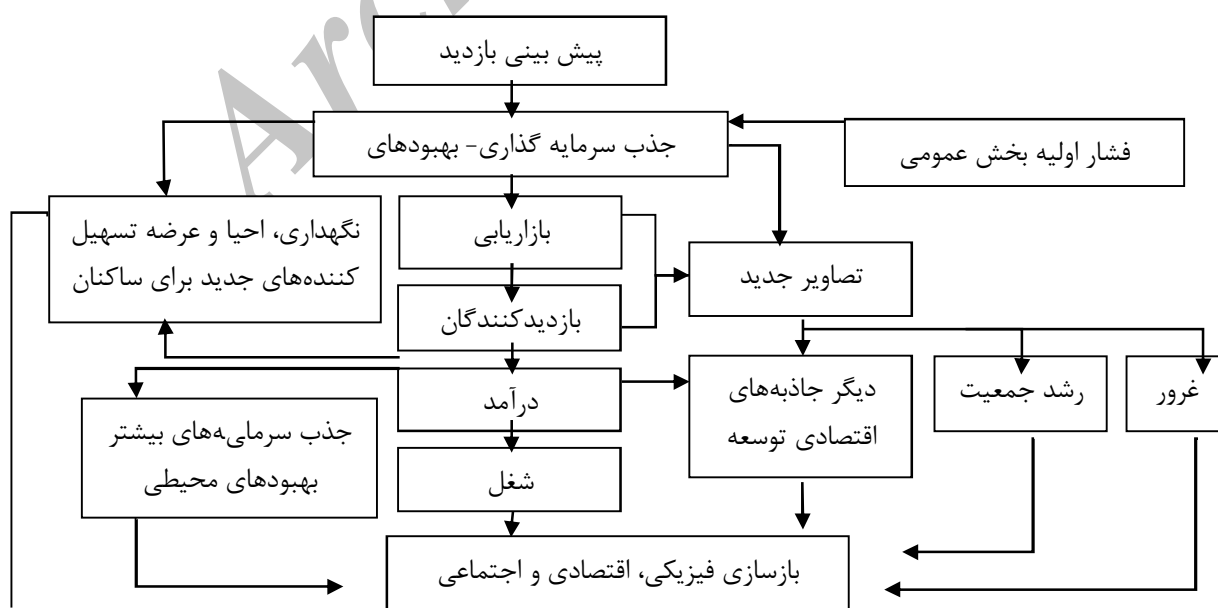 پیش بینی بازدید
جذب سرمایه گذاری- بهبودهای
فشار اولیه بخش عمومی
نگهداری، احیا و عرضه تسهیل
کننده‌های جدید برای ساکنان
بازاریابی
تصاویر جدید
بازدیدکنندگان
درآمد
دیگر جاذبه‌های
اقتصادی توسعه
رشد جمعیت
غرور
جذب سرمایه‌های بیشتر
بهبودهای محیطی
شغل
بازسازی فیزیکی، اقتصادی و اجتماعی